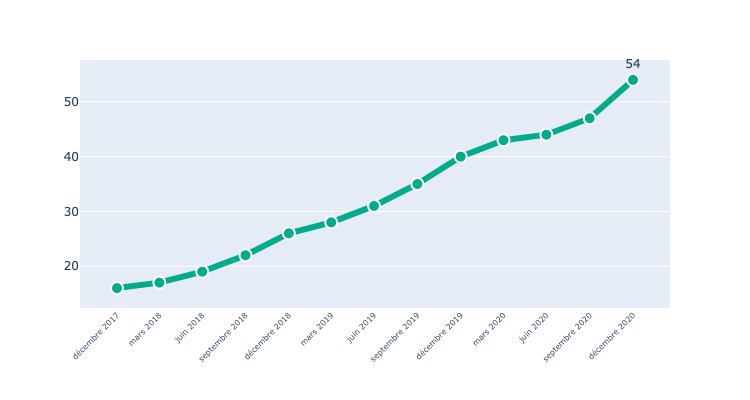 54
50
40
30
20
décembre 2017
mars 2018
juin 2018
septembre 2018
décembre 2018
mars 2019
juin 2019
septembre 2019
décembre 2019
mars 2020
juin 2020
septembre 2020
décembre 2020